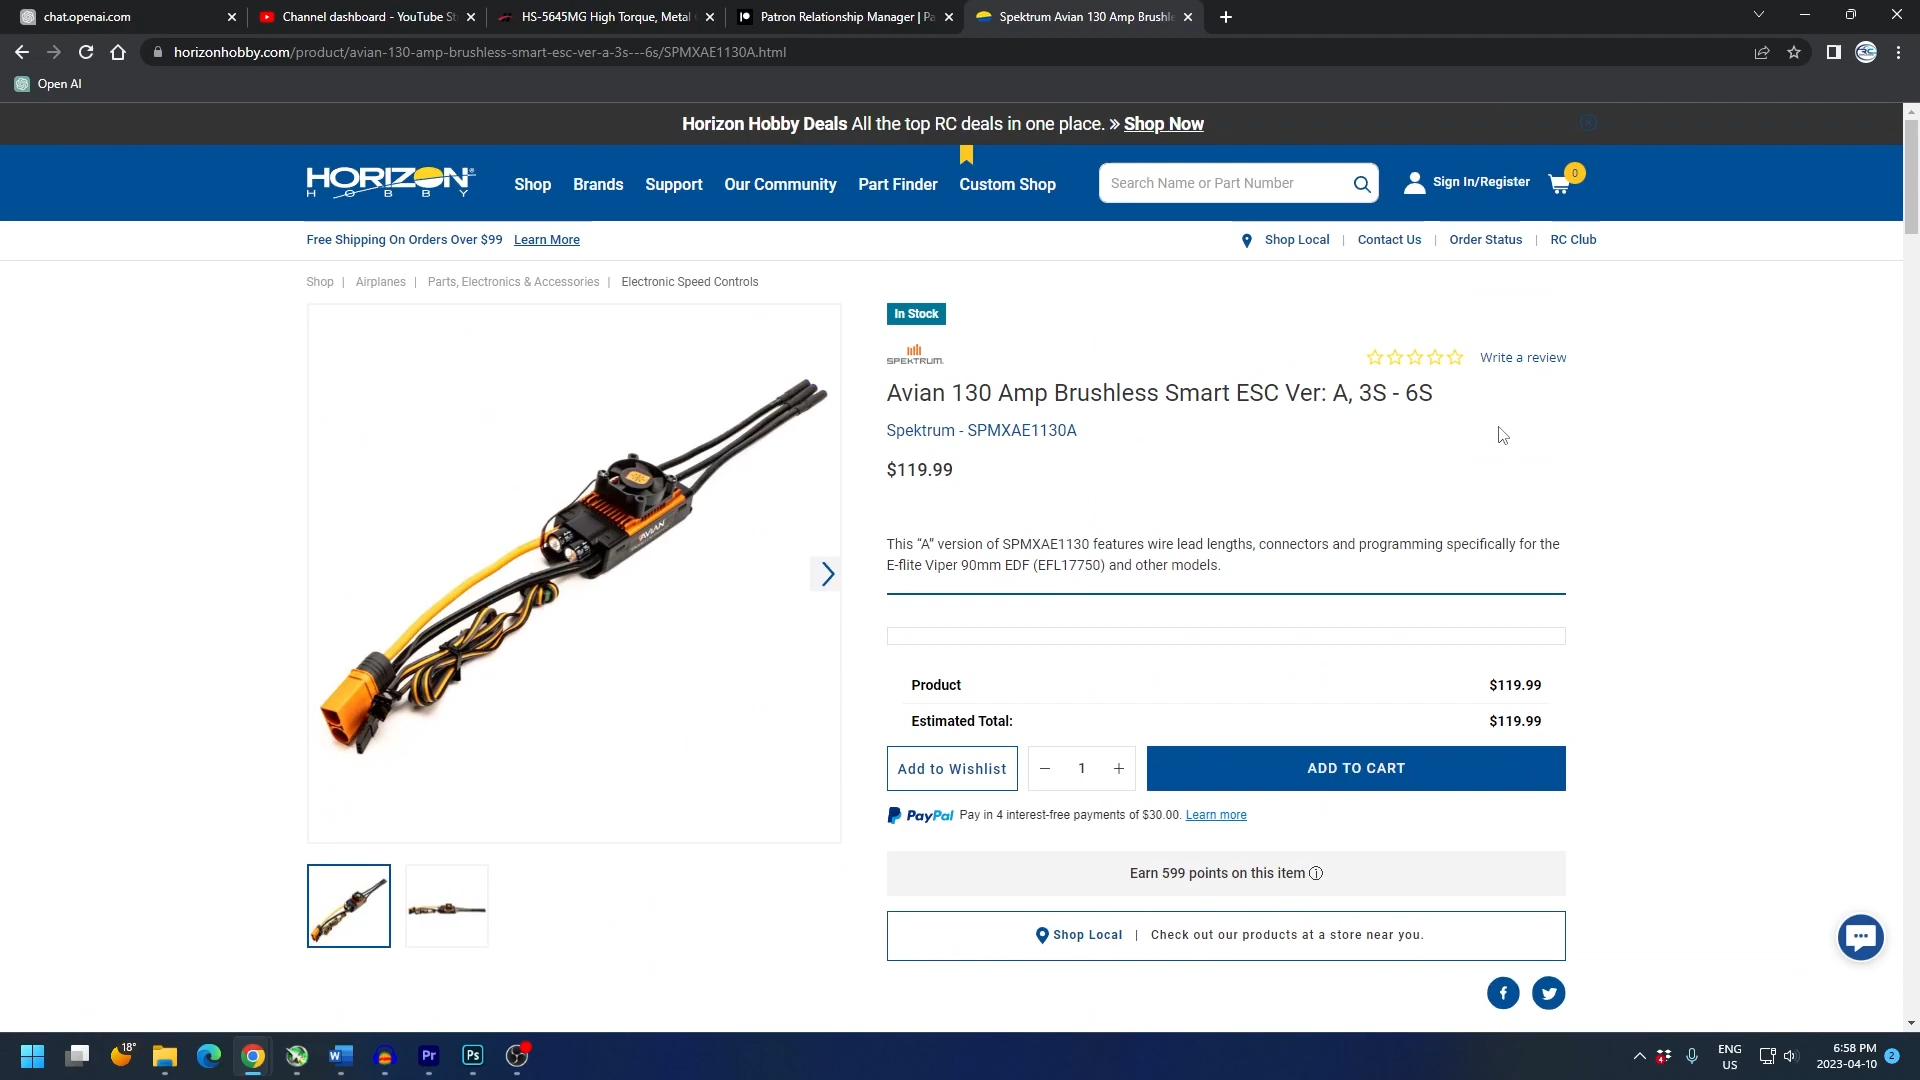 chat.openai.com
Channel dashboard - YouTube St
HS-5645MG High Torque, Metal
Patron Relationship Manager | Pa
Spektrum Avian 130 Amp Brushle
horizonhobby.com/product/avian-130-amp-brushless-smart-esc-ver-a-3s---6s/SPMXAE1130A.html
Open AI
Horizon Hobby Deals All the top RC deals in one place. » Shop Now
HORIZON HOBBY
Shop Brands Support Our Community Part Finder Custom Shop
Search Name or Part Number
Sign In/Register
0
Free Shipping On Orders Over $99 Learn More
Shop Local | Contact Us | Order Status | RC Club
Shop | Airplanes | Parts, Electronics & Accessories | Electronic Speed Controls
In Stock
SPEKTRUM
Write a review
Avian 130 Amp Brushless Smart ESC Ver: A, 3S - 6S
Spektrum - SPMXAE1130A
$119.99
AVIAN
This “A” version of SPMXAE1130 features wire lead lengths, connectors and programming specifically for the
E-flite Viper 90mm EDF (EFL17750) and other models.
Product $119.99
Estimated Total: $119.99
Add to Wishlist
− 1 +
ADD TO CART
PayPal Pay in 4 interest-free payments of $30.00. Learn more
Earn 599 points on this item
Shop Local | Check out our products at a store near you.
18°
Pr
Ps
ENG
US
6:58 PM
2023-04-10
2